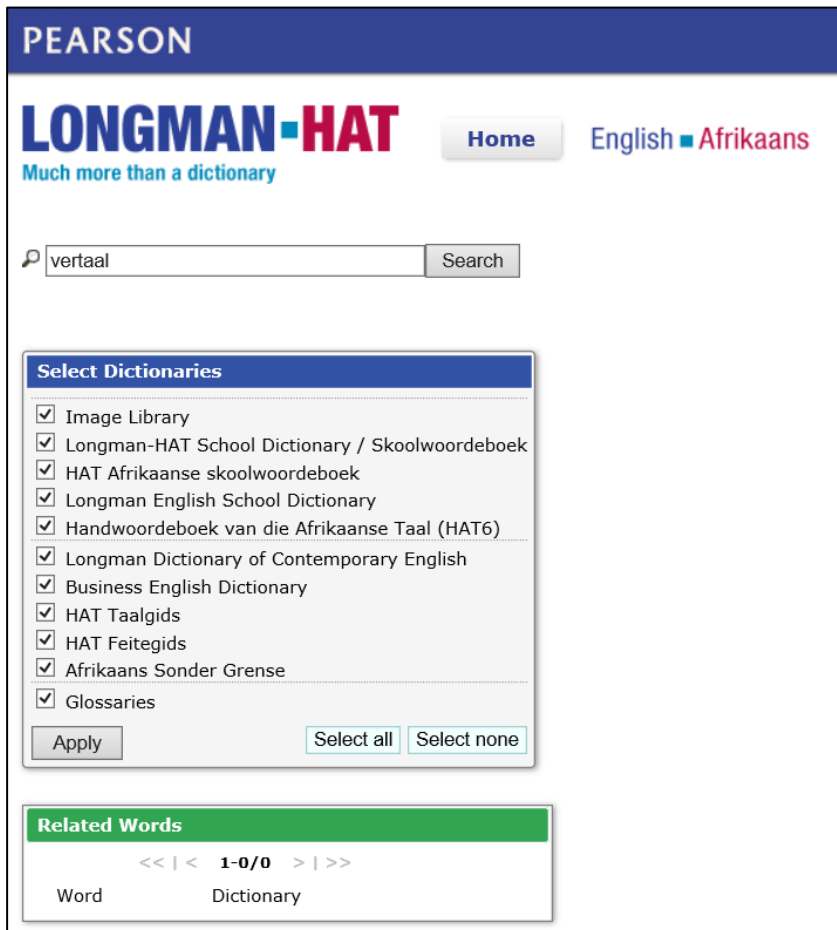 PEARSON
LONGMAN-HAT
Much more than a dictionary
Home
English ▪ Afrikaans
vertaal
Search
Select Dictionaries
Image Library
Longman-HAT School Dictionary / Skoolwoordeboek
HAT Afrikaanse skoolwoordeboek
Longman English School Dictionary
Handwoordeboek van die Afrikaanse Taal (HAT6)
Longman Dictionary of Contemporary English
Business English Dictionary
HAT Taalgids
HAT Feitegids
Afrikaans Sonder Grense
Glossaries
Apply Select all Select none
Related Words
<< | < 1-0/0 > | >>
Word Dictionary